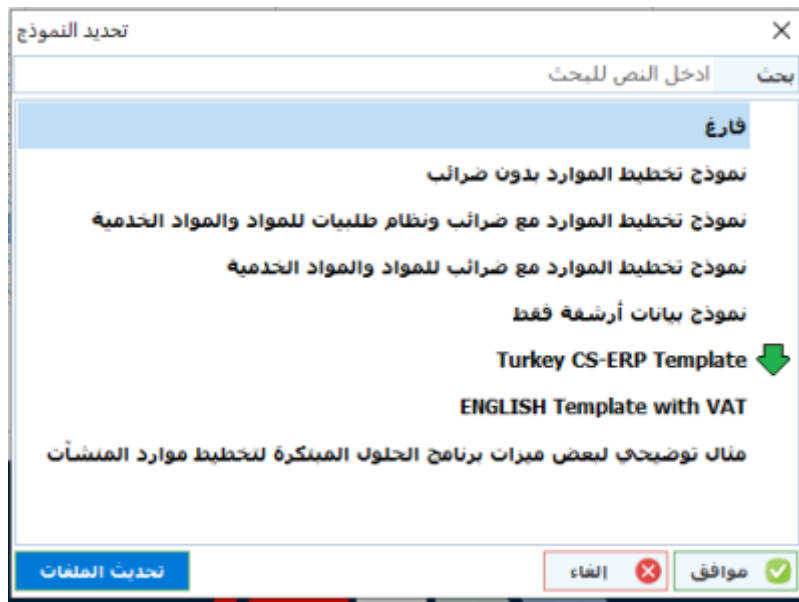 تحديد النموذج
بحث ادخل النص للبحث
فارغ
نموذج تخطيط الموارد بدون ضرائب
نموذج تخطيط الموارد مع ضرائب ونظام طلبيات للمواد والمواد الخدمية
نموذج تخطيط الموارد مع ضرائب للمواد والمواد الخدمية
نموذج بيانات أرشفة فقط
Turkey CS-ERP Template
ENGLISH Template with VAT
مثال توضيحي لبعض ميزات برنامج الحلول المبتكرة لتخطيط موارد المنشآت
موافق إلغاء تحديث الملفات